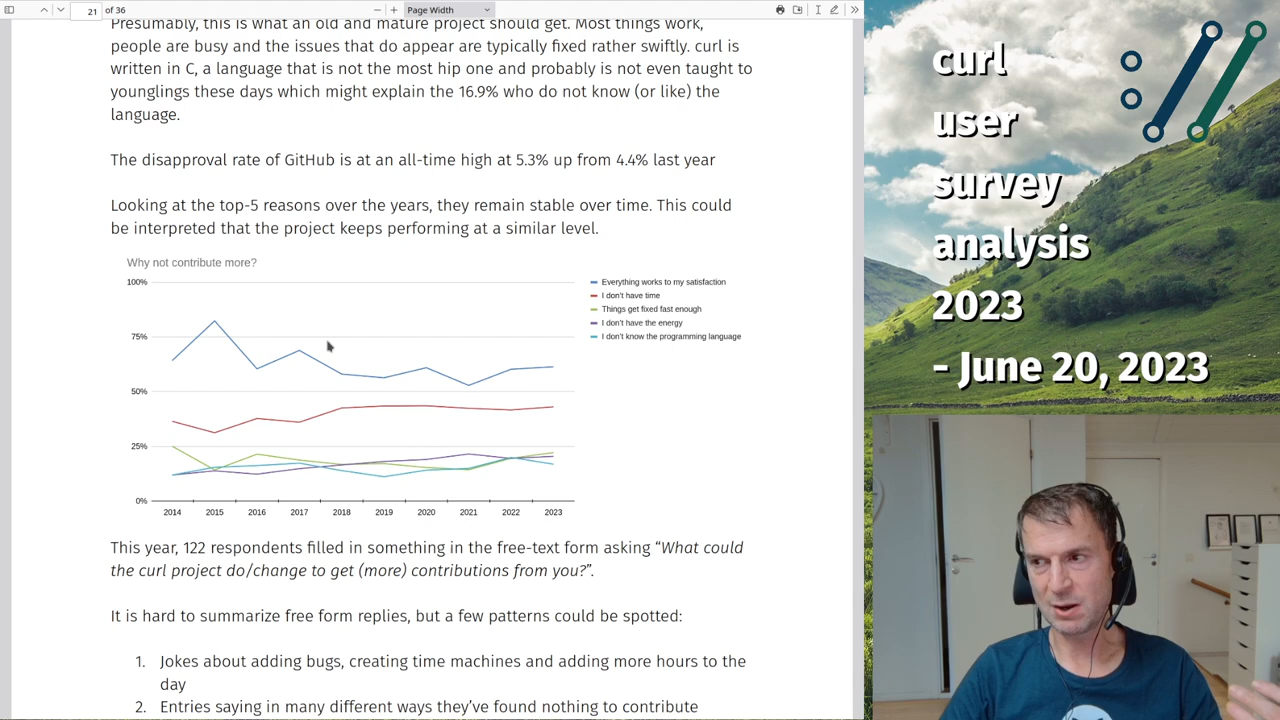 21 of 36
Page Width
Presumably, this is what an old and mature project should get. Most things work,
people are busy and the issues that do appear are typically fixed rather swiftly. curl is
written in C, a language that is not the most hip one and probably is not even taught to
younglings these days which might explain the 16.9% who do not know (or like) the
language.
The disapproval rate of GitHub is at an all-time high at 5.3% up from 4.4% last year
Looking at the top-5 reasons over the years, they remain stable over time. This could
be interpreted that the project keeps performing at a similar level.
Why not contribute more?
100%
75%
50%
25%
0%
2014 2015 2016 2017 2018 2019 2020 2021 2022 2023
Everything works to my satisfaction
I don't have time
Things get fixed fast enough
I don't have the energy
I don't know the programming language
This year, 122 respondents filled in something in the free-text form asking “What could
the curl project do/change to get (more) contributions from you?”.
It is hard to summarize free form replies, but a few patterns could be spotted:
1. Jokes about adding bugs, creating time machines and adding more hours to the
day
2. Entries saying in many different ways they've found nothing to contribute
curl
user
survey
analysis
2023
- June 20, 2023